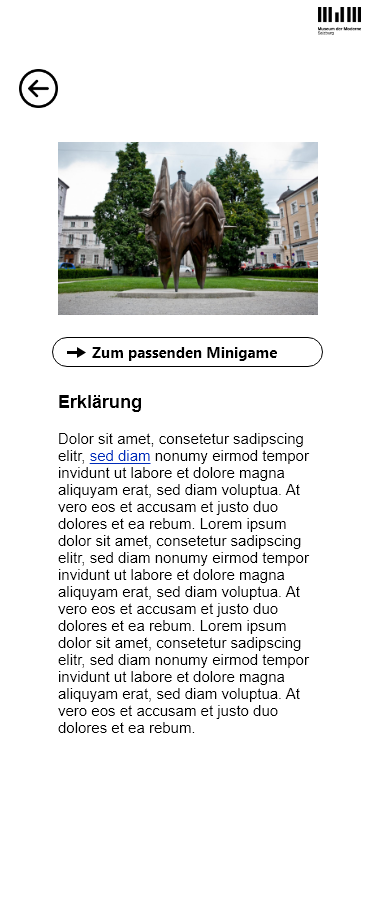 Museum der Moderne
Salzburg
Zum passenden Minigame
Erklärung
Dolor sit amet, consetetur sadipscing
elitr, sed diam nonumy eirmod tempor
invidunt ut labore et dolore magna
aliquyam erat, sed diam voluptua. At
vero eos et accusam et justo duo
dolores et ea rebum. Lorem ipsum
dolor sit amet, consetetur sadipscing
elitr, sed diam nonumy eirmod tempor
invidunt ut labore et dolore magna
aliquyam erat, sed diam voluptua. At
vero eos et accusam et justo duo
dolores et ea rebum. Lorem ipsum
dolor sit amet, consetetur sadipscing
elitr, sed diam nonumy eirmod tempor
invidunt ut labore et dolore magna
aliquyam erat, sed diam voluptua. At
vero eos et accusam et justo duo
dolores et ea rebum.